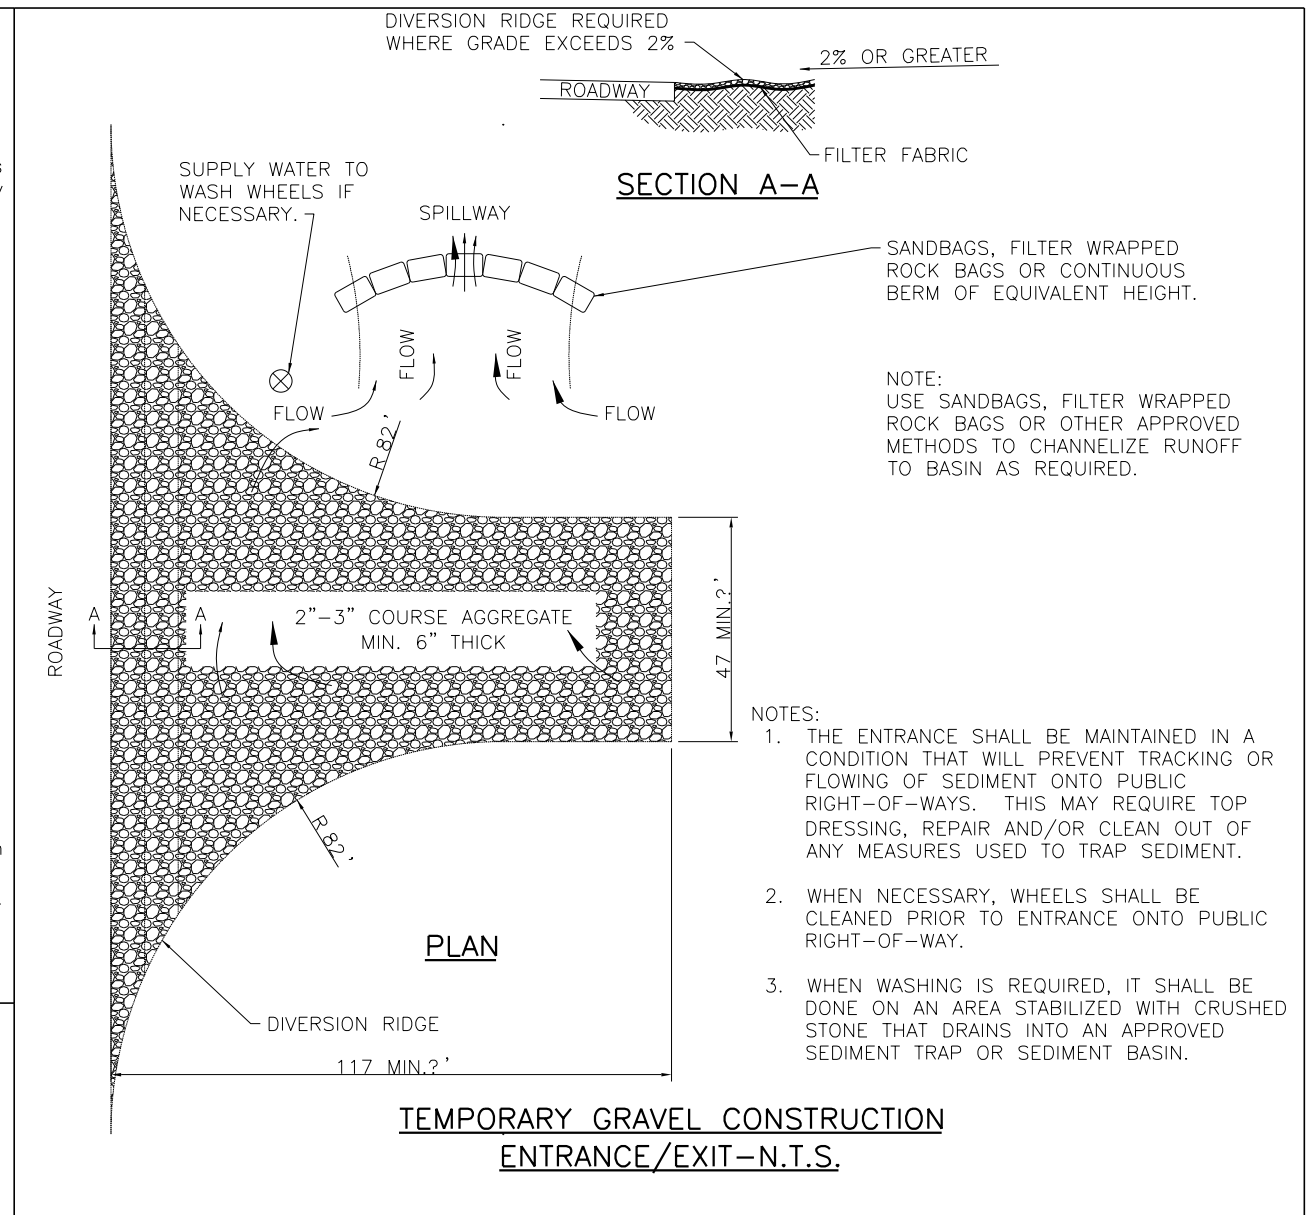 DIVERSION RIDGE REQUIRED
WHERE GRADE EXCEEDS 2%
2% OR GREATER
ROADWAY
FILTER FABRIC
SECTION A-A
SUPPLY WATER TO
WASH WHEELS IF
NECESSARY.
SPILLWAY
SANDBAGS, FILTER WRAPPED
ROCK BAGS OR CONTINUOUS
BERM OF EQUIVALENT HEIGHT.
FLOW
FLOW
FLOW
FLOW
R 82'
NOTE:
USE SANDBAGS, FILTER WRAPPED
ROCK BAGS OR OTHER APPROVED
METHODS TO CHANNELIZE RUNOFF
TO BASIN AS REQUIRED.
ROADWAY
A
A
2"-3" COURSE AGGREGATE
MIN. 6" THICK
47 MIN.?'
R 82'
PLAN
DIVERSION RIDGE
117 MIN.?'
NOTES:
1. THE ENTRANCE SHALL BE MAINTAINED IN A
CONDITION THAT WILL PREVENT TRACKING OR
FLOWING OF SEDIMENT ONTO PUBLIC
RIGHT-OF-WAYS. THIS MAY REQUIRE TOP
DRESSING, REPAIR AND/OR CLEAN OUT OF
ANY MEASURES USED TO TRAP SEDIMENT.
2. WHEN NECESSARY, WHEELS SHALL BE
CLEANED PRIOR TO ENTRANCE ONTO PUBLIC
RIGHT-OF-WAY.
3. WHEN WASHING IS REQUIRED, IT SHALL BE
DONE ON AN AREA STABILIZED WITH CRUSHED
STONE THAT DRAINS INTO AN APPROVED
SEDIMENT TRAP OR SEDIMENT BASIN.
TEMPORARY GRAVEL CONSTRUCTION
ENTRANCE/EXIT-N.T.S.